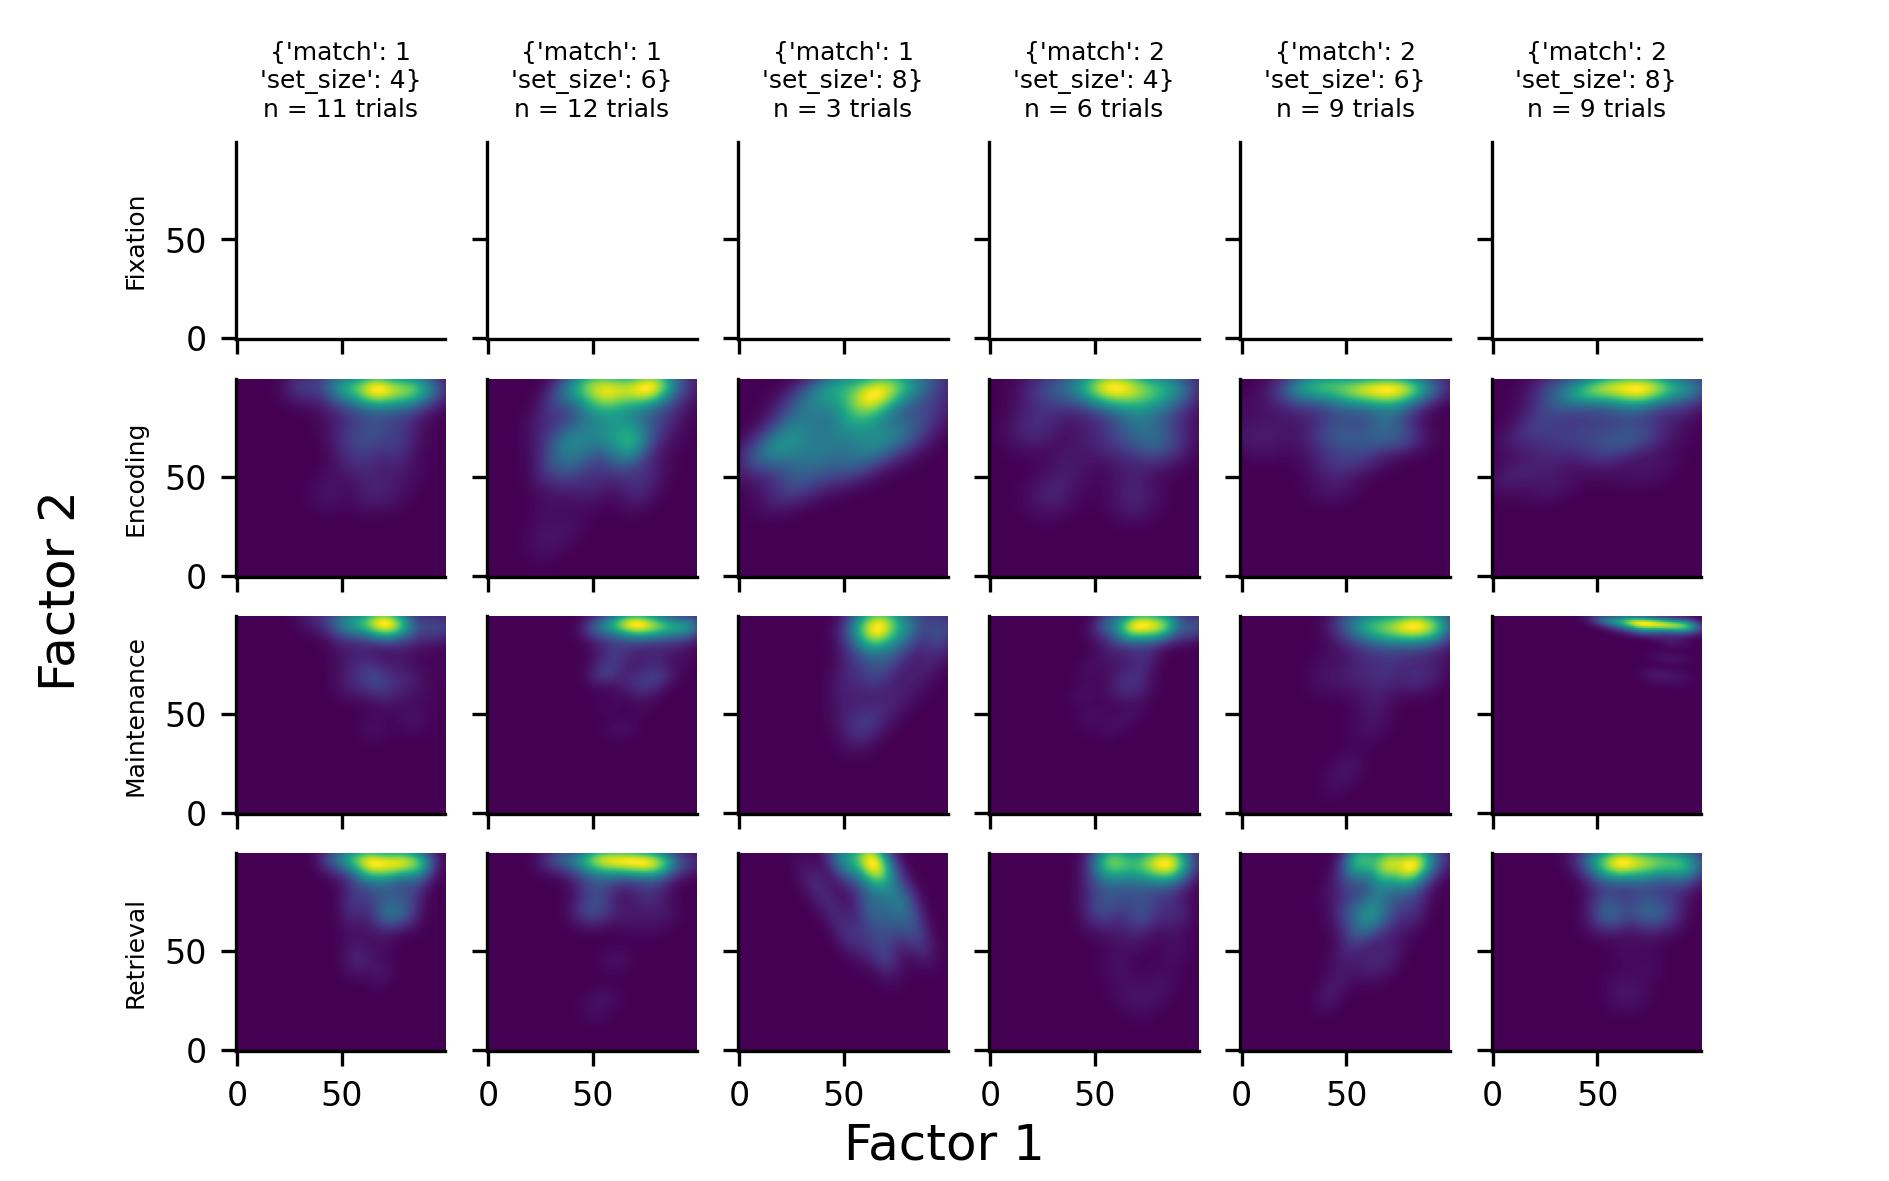 {'match': 1
'set_size': 4}
n = 11 trials
{'match': 1
'set_size': 6}
n = 12 trials
{'match': 1
'set_size': 8}
n = 3 trials
{'match': 2
'set_size': 4}
n = 6 trials
{'match': 2
'set_size': 6}
n = 9 trials
{'match': 2
'set_size': 8}
n = 9 trials
Factor 2
Fixation
50
0
Encoding
50
0
Maintenance
50
0
Retrieval
50
0
0 50 0 50 0 50 0 50 0 50 0 50
Factor 1